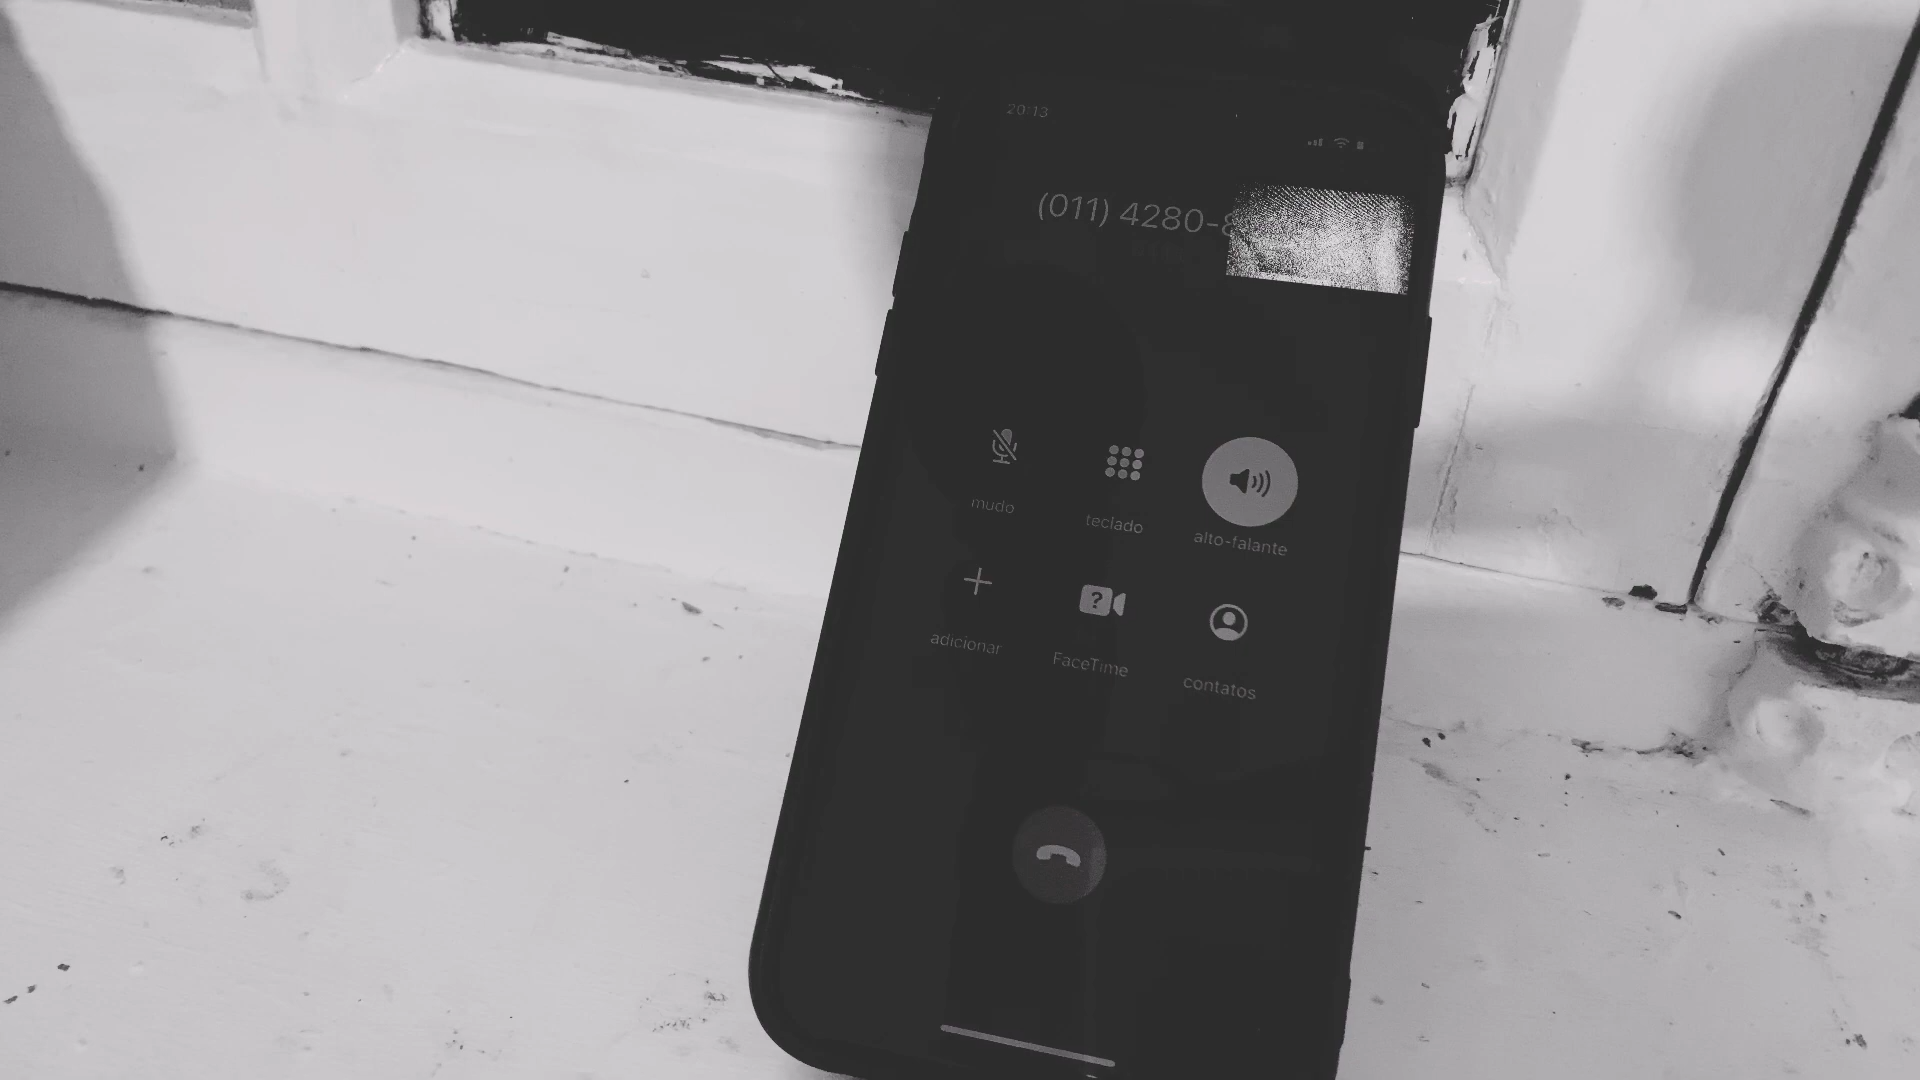 20:13
(011) 4280-8
mudo
teclado
alto-falante
adicionar
FaceTime
contatos